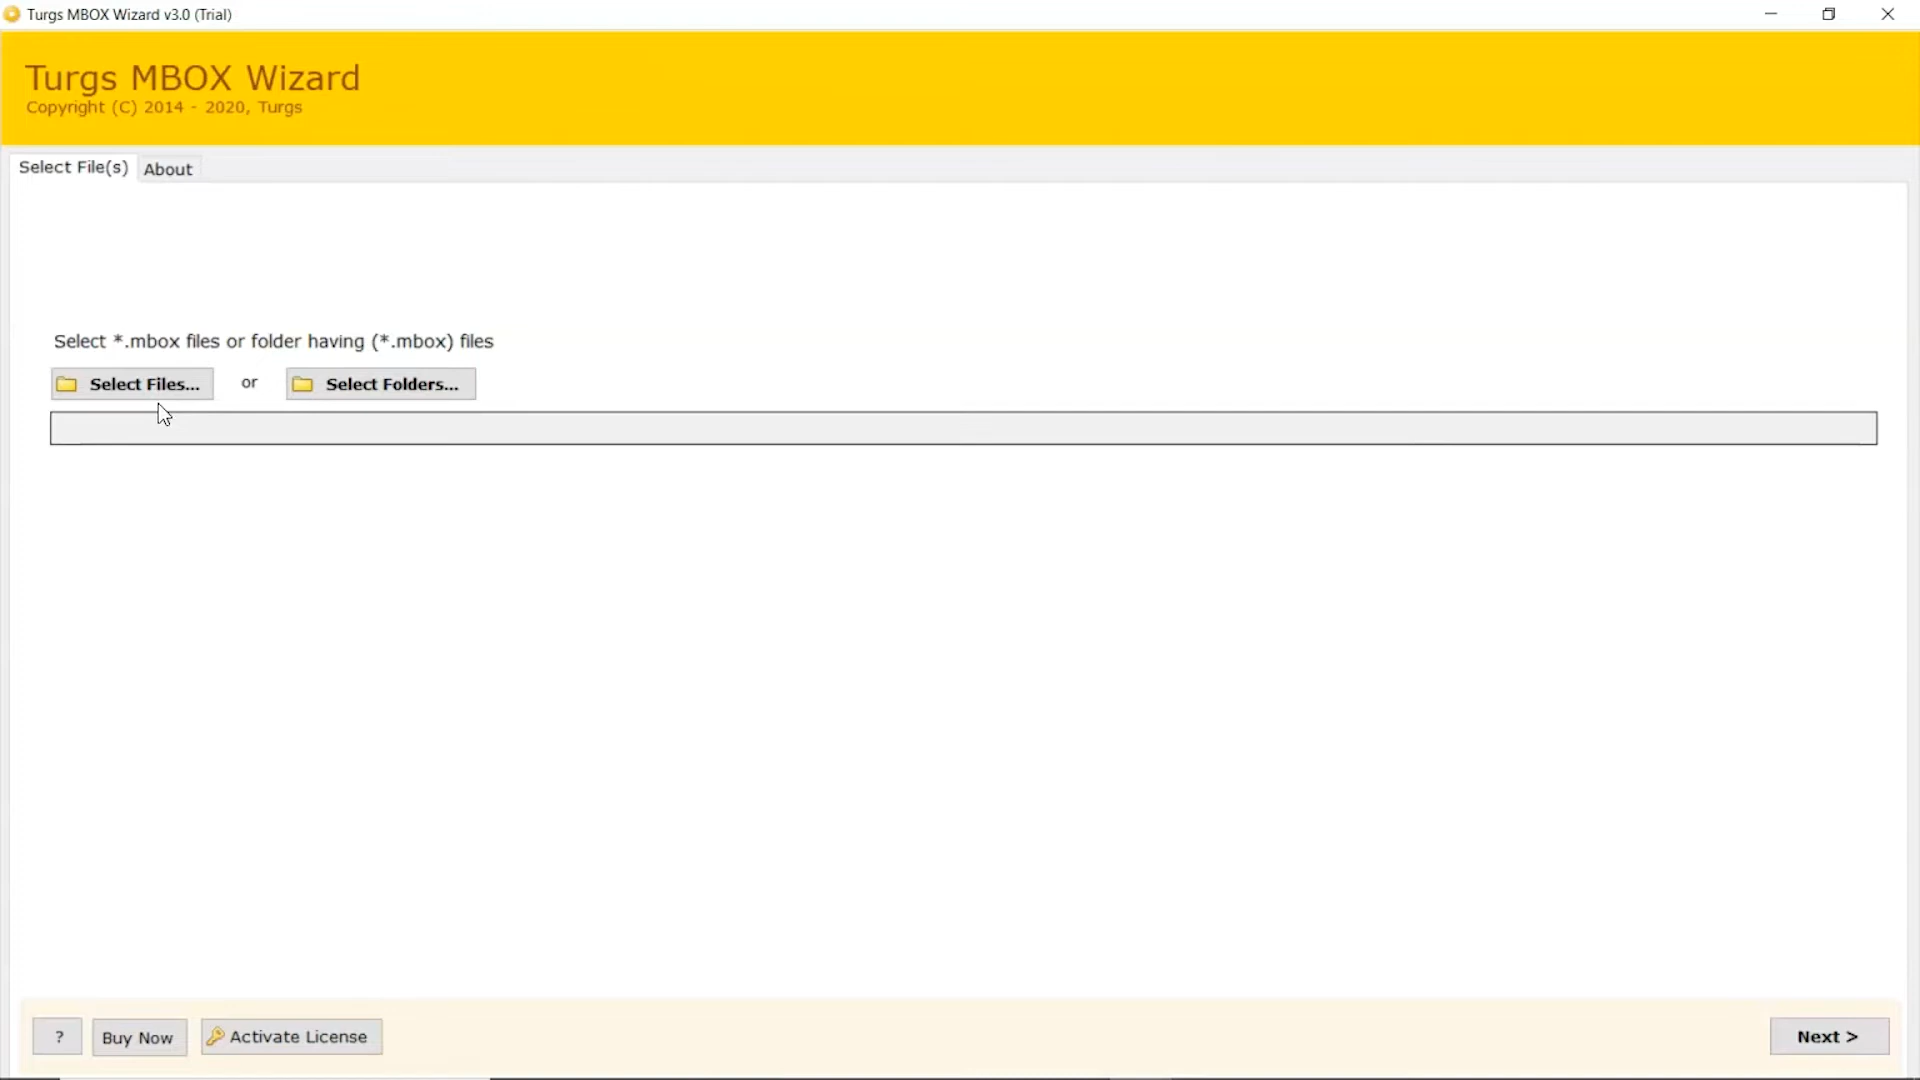 Turgs MBOX Wizard v3.0 (Trial)
Turgs MBOX Wizard
Copyright (C) 2014 - 2020, Turgs
Select File(s) About
Select *.mbox files or folder having (*.mbox) files
Select Files... or Select Folders...
? Buy Now Activate License Next >